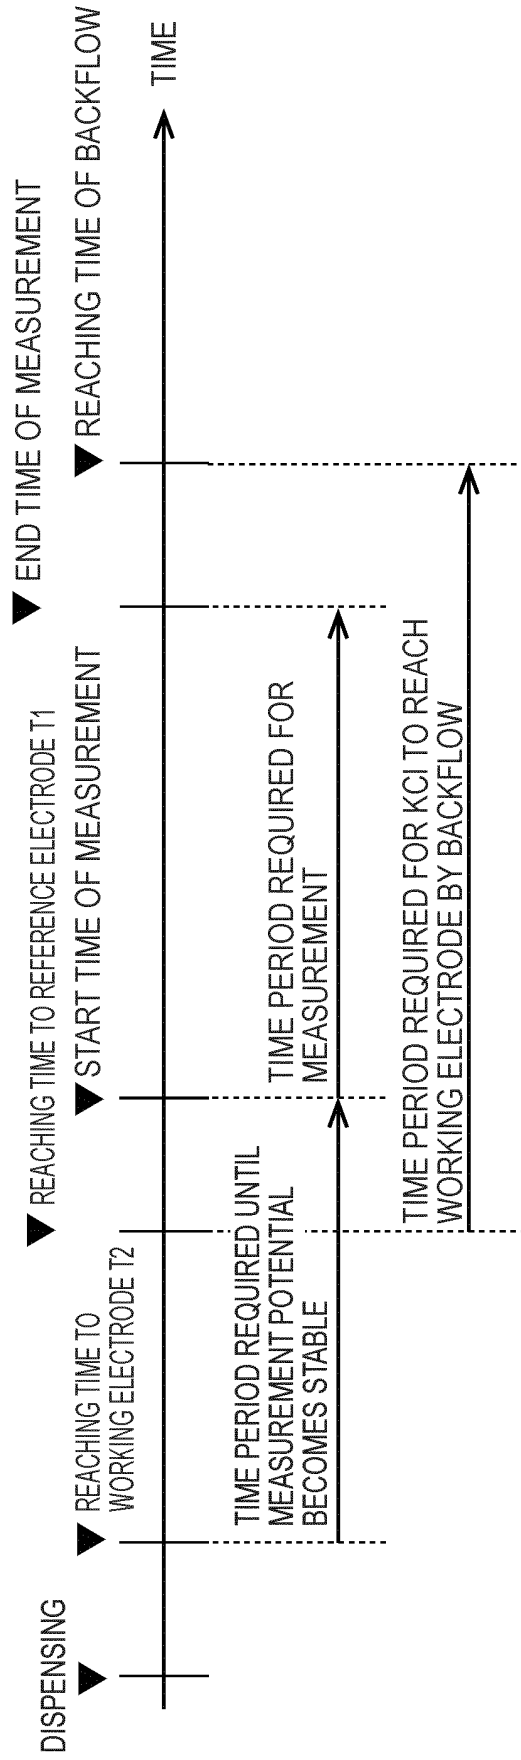 DISPENSING
REACHING TIME TO
WORKING ELECTRODE T2
REACHING TIME TO REFERENCE ELECTRODE T1
START TIME OF MEASUREMENT
END TIME OF MEASUREMENT
REACHING TIME OF BACKFLOW
TIME
TIME PERIOD REQUIRED UNTIL
MEASUREMENT POTENTIAL
BECOMES STABLE
TIME PERIOD REQUIRED FOR
MEASUREMENT
TIME PERIOD REQUIRED FOR KCl TO REACH
WORKING ELECTRODE BY BACKFLOW